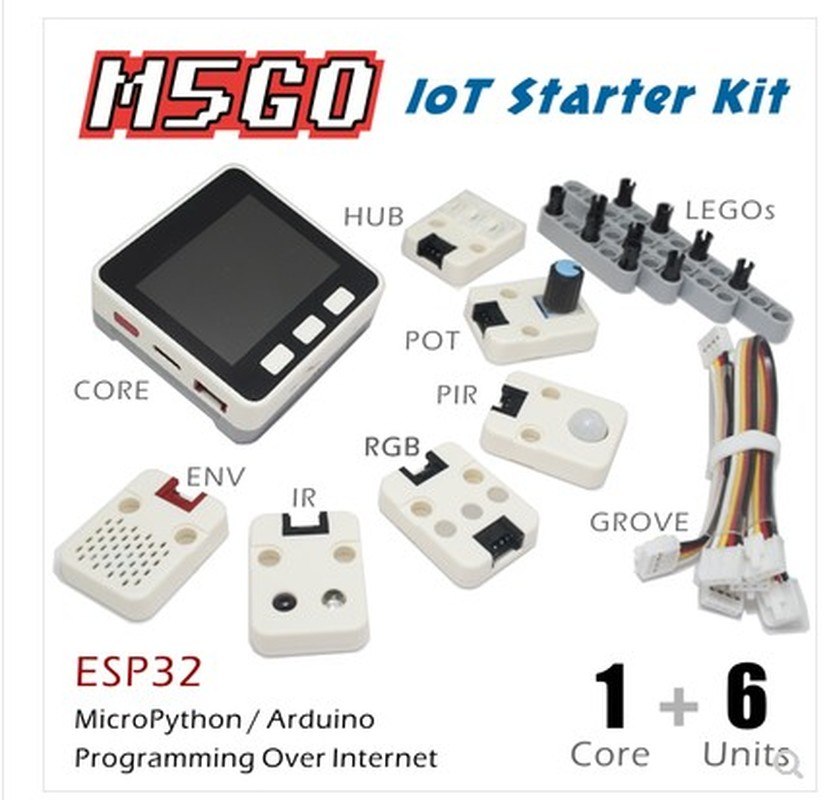 M5GO IoT Starter Kit
HUB
LEGOs
POT
CORE
PIR
RGB
ENV
IR
GROVE
ESP32
MicroPython / Arduino
Programming Over Internet
1 + 6
Core Units